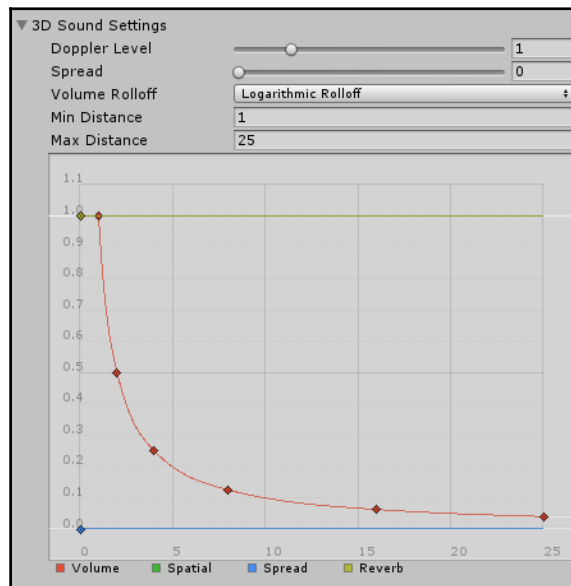 3D Sound Settings
Doppler Level 1
Spread 0
Volume Rolloff Logarithmic Rolloff
Min Distance 1
Max Distance 25
1.1
1.0
0.9
0.8
0.7
0.6
0.5
0.4
0.3
0.2
0.1
0.0
0 5 10 15 20 25
Volume Spatial Spread Reverb